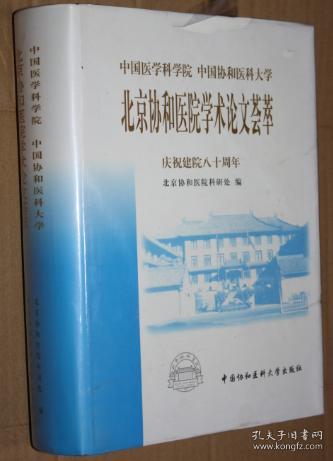 中国医学科学院 中国协和医科大学
北京协和医院学术论文荟萃
庆祝建院八十周年
北京协和医院科研处 编
中国协和医科大学出版社
中国医学科学院 中国协和医科大学
孔夫子旧书网